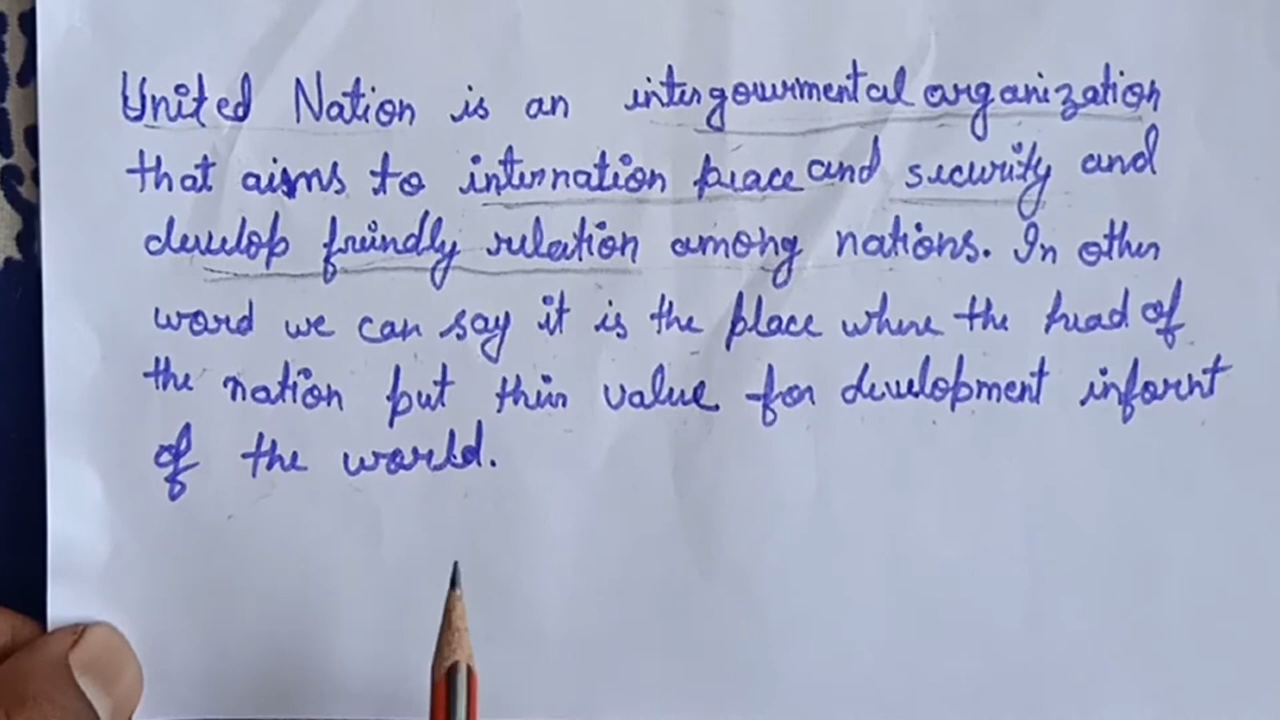 United Nation is an intergovermental organization
that aims to internation peace and security and
develop friendly relation among nations. In other
word we can say it is the place where the head of
the nation put thier value for development infornt
of the world.